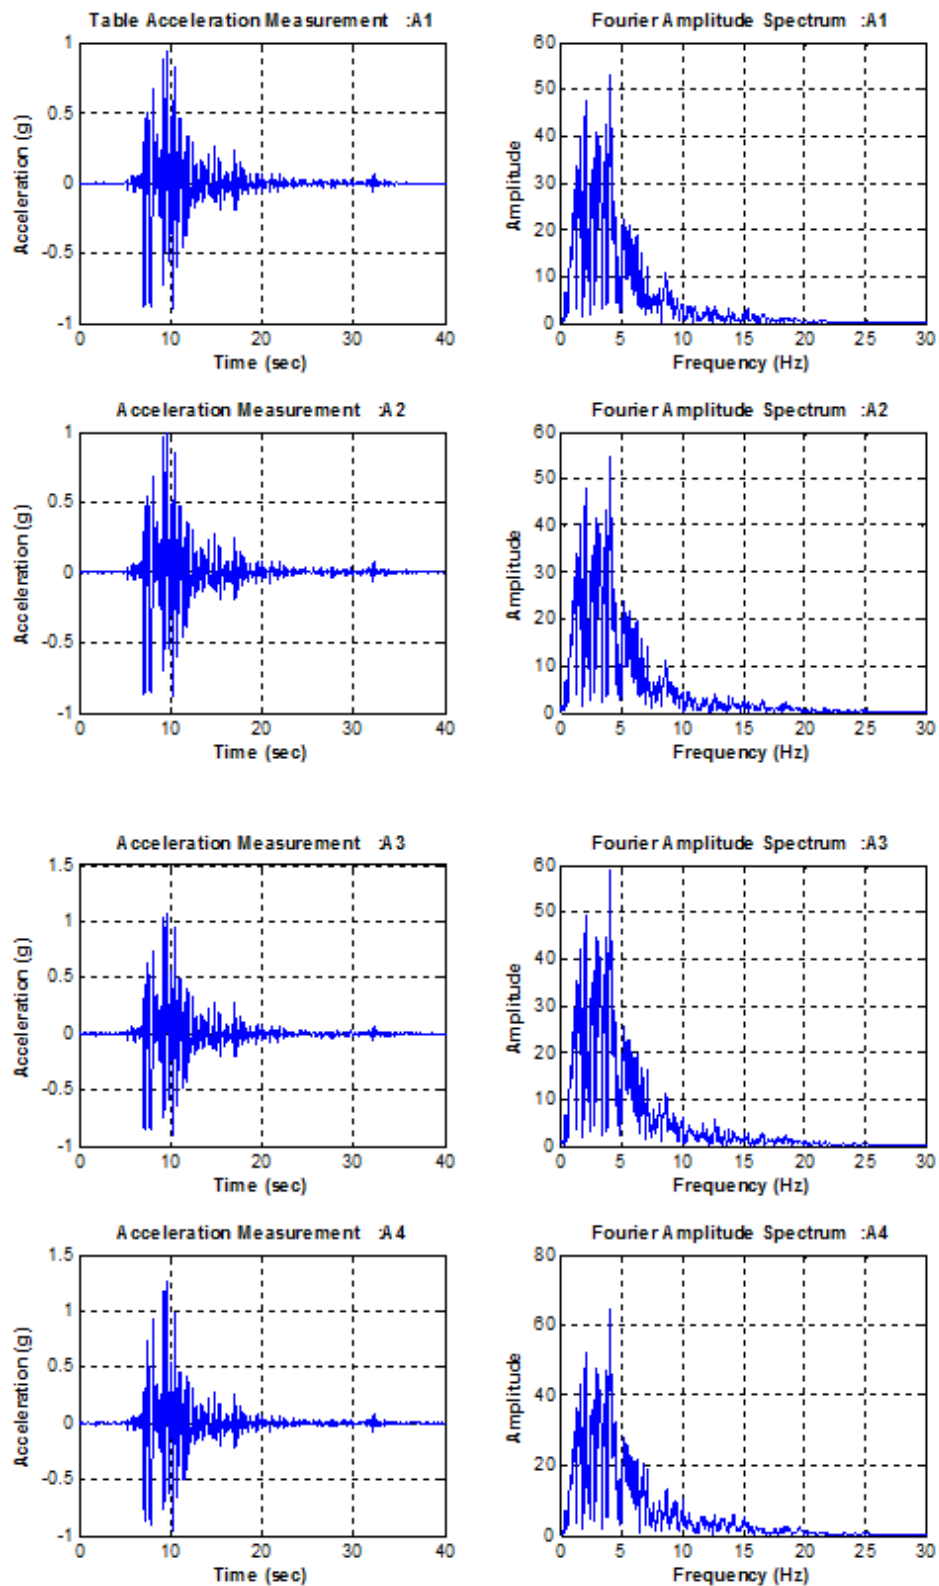 Table Acceleration Measurement :A1
Acceleration (g)
1
0.5
0
-0.5
-1
0 10 20 30 40
Time (sec)
Fourier Amplitude Spectrum :A1
Amplitude
60
50
40
30
20
10
0
0 5 10 15 20 25 30
Frequency (Hz)
Acceleration Measurement :A2
Acceleration (g)
1
0.5
0
-0.5
-1
0 10 20 30 40
Time (sec)
Fourier Amplitude Spectrum :A2
Amplitude
60
50
40
30
20
10
0
0 5 10 15 20 25 30
Frequency (Hz)
Acceleration Measurement :A3
Acceleration (g)
1.5
1
0.5
0
-0.5
-1
0 10 20 30 40
Time (sec)
Fourier Amplitude Spectrum :A3
Amplitude
60
50
40
30
20
10
0
0 5 10 15 20 25 30
Frequency (Hz)
Acceleration Measurement :A4
Acceleration (g)
1.5
1
0.5
0
-0.5
-1
0 10 20 30 40
Time (sec)
Fourier Amplitude Spectrum :A4
Amplitude
80
60
40
20
0
0 5 10 15 20 25 30
Frequency (Hz)